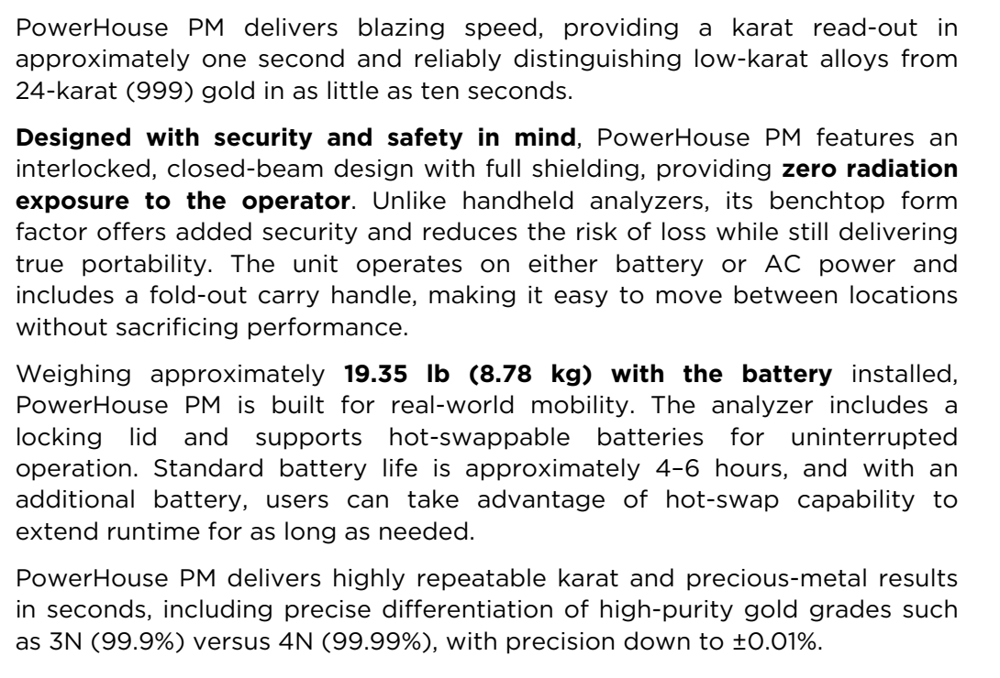 PowerHouse PM delivers blazing speed, providing a karat read-out in
approximately one second and reliably distinguishing low-karat alloys from
24-karat (999) gold in as little as ten seconds.
Designed with security and safety in mind, PowerHouse PM features an
interlocked, closed-beam design with full shielding, providing zero radiation
exposure to the operator. Unlike handheld analyzers, its benchtop form
factor offers added security and reduces the risk of loss while still delivering
true portability. The unit operates on either battery or AC power and
includes a fold-out carry handle, making it easy to move between locations
without sacrificing performance.
Weighing approximately 19.35 lb (8.78 kg) with the battery installed,
PowerHouse PM is built for real-world mobility. The analyzer includes a
locking lid and supports hot-swappable batteries for uninterrupted
operation. Standard battery life is approximately 4–6 hours, and with an
additional battery, users can take advantage of hot-swap capability to
extend runtime for as long as needed.
PowerHouse PM delivers highly repeatable karat and precious-metal results
in seconds, including precise differentiation of high-purity gold grades such
as 3N (99.9%) versus 4N (99.99%), with precision down to ±0.01%.